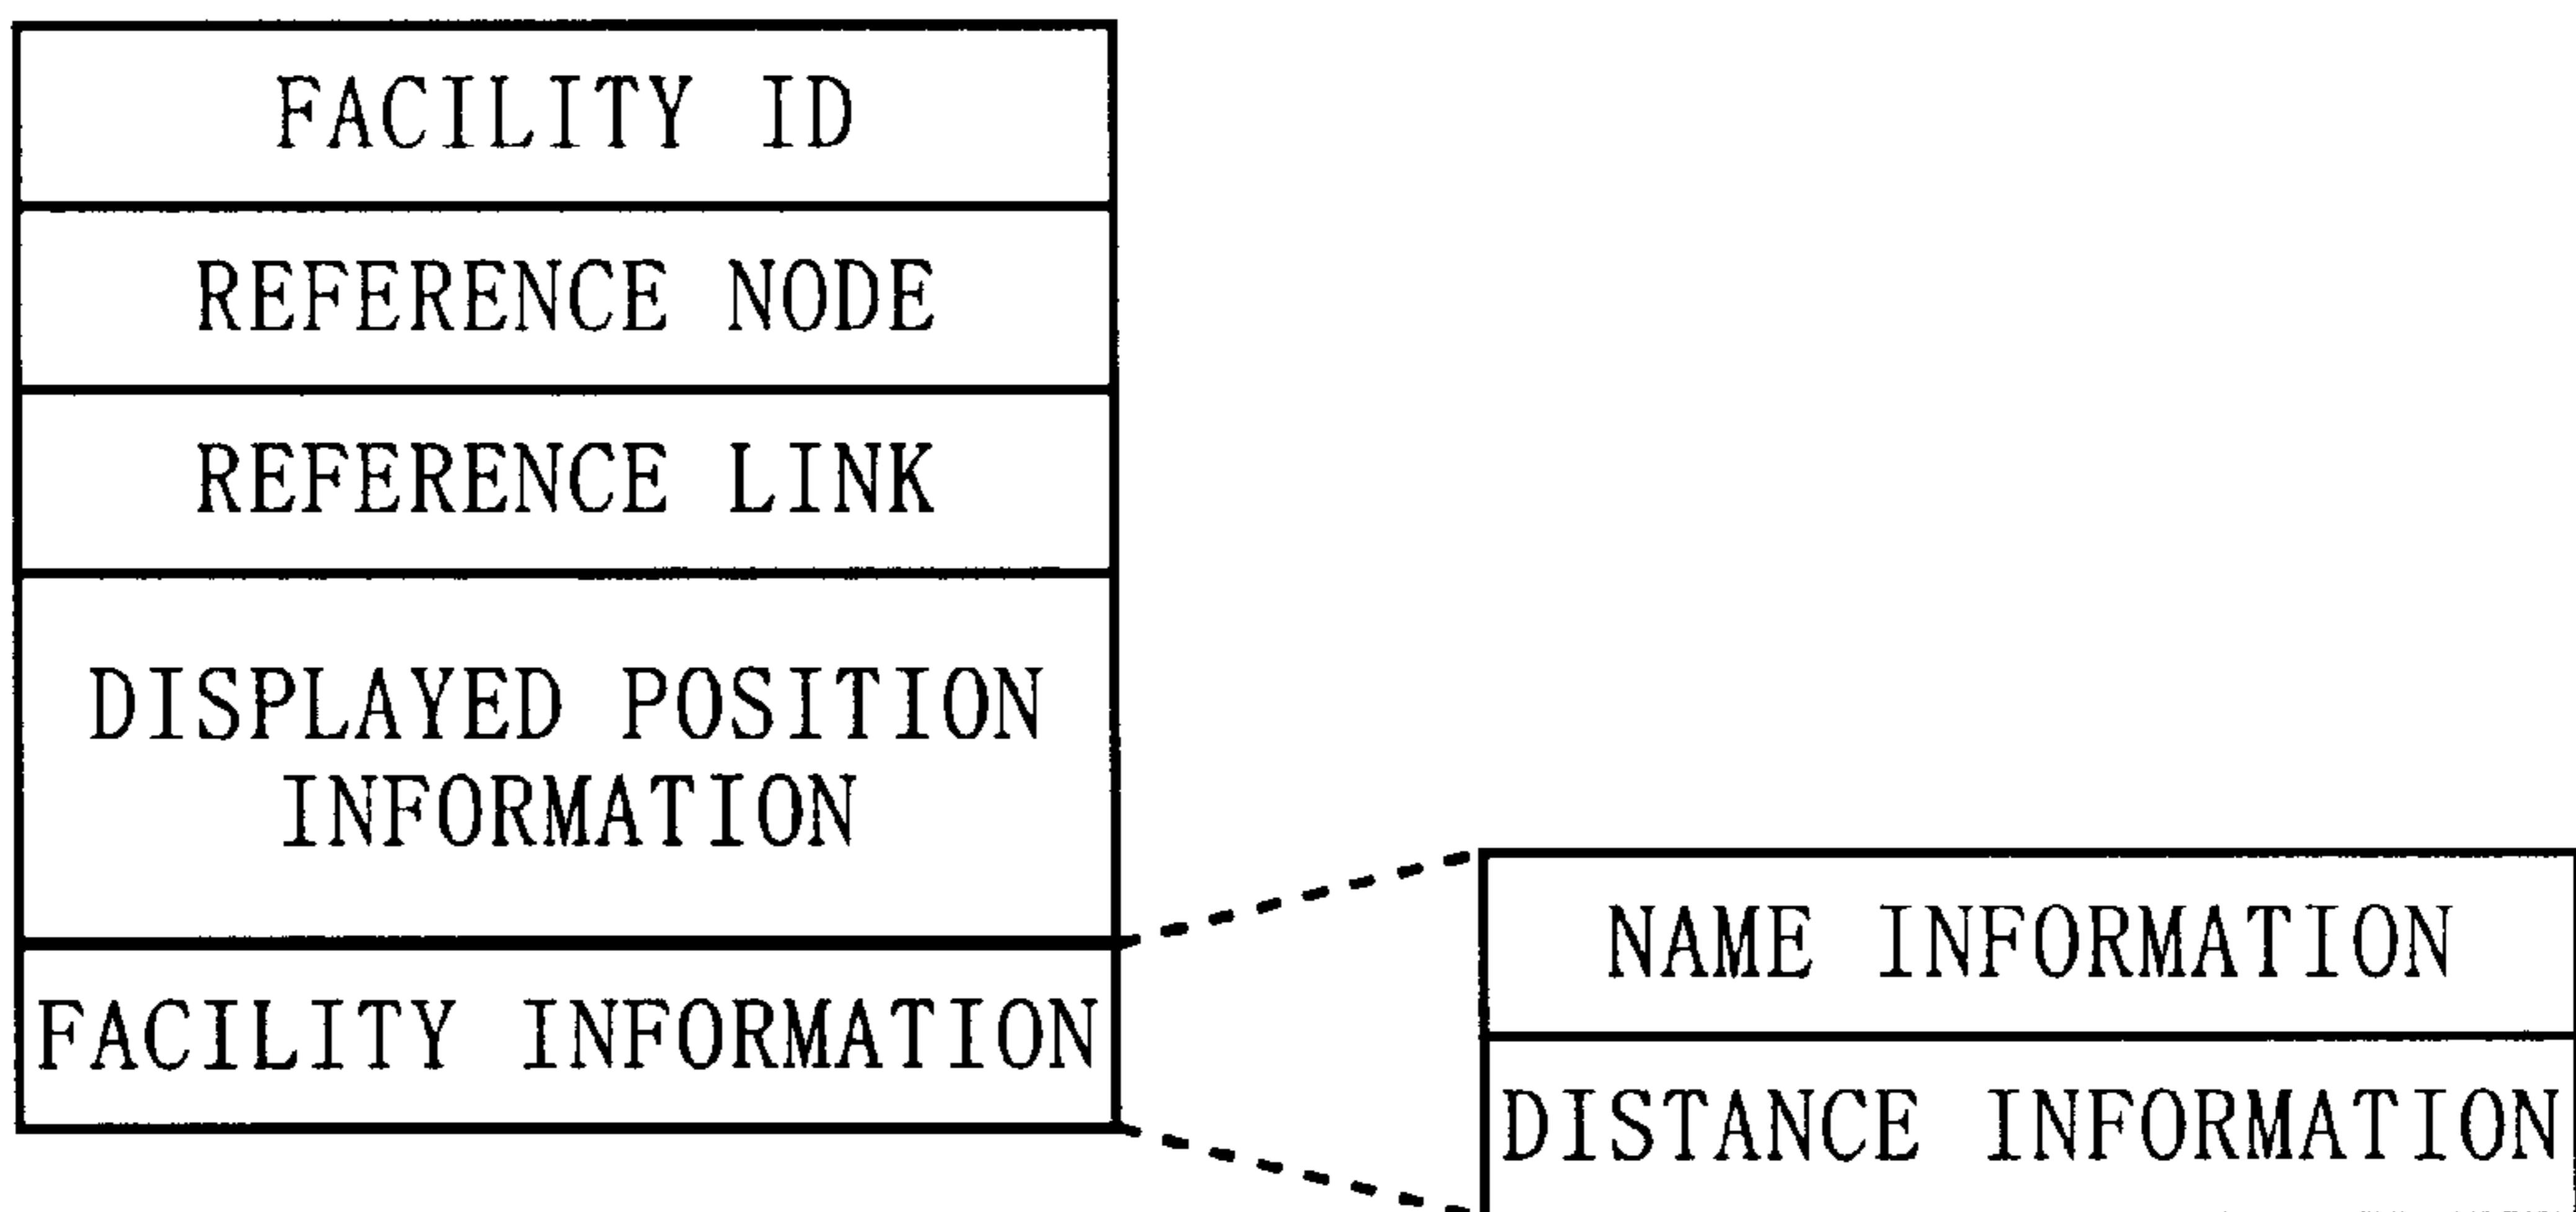 FACILITY ID
REFERENCE NODE
REFERENCE LINK
DISPLAYED POSITION
INFORMATION
FACILITY INFORMATION
NAME INFORMATION
DISTANCE INFORMATION